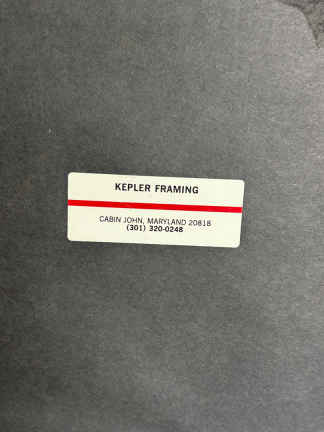 KEPLER FRAMING
CABIN JOHN, MARYLAND 20818
(301) 320-0248